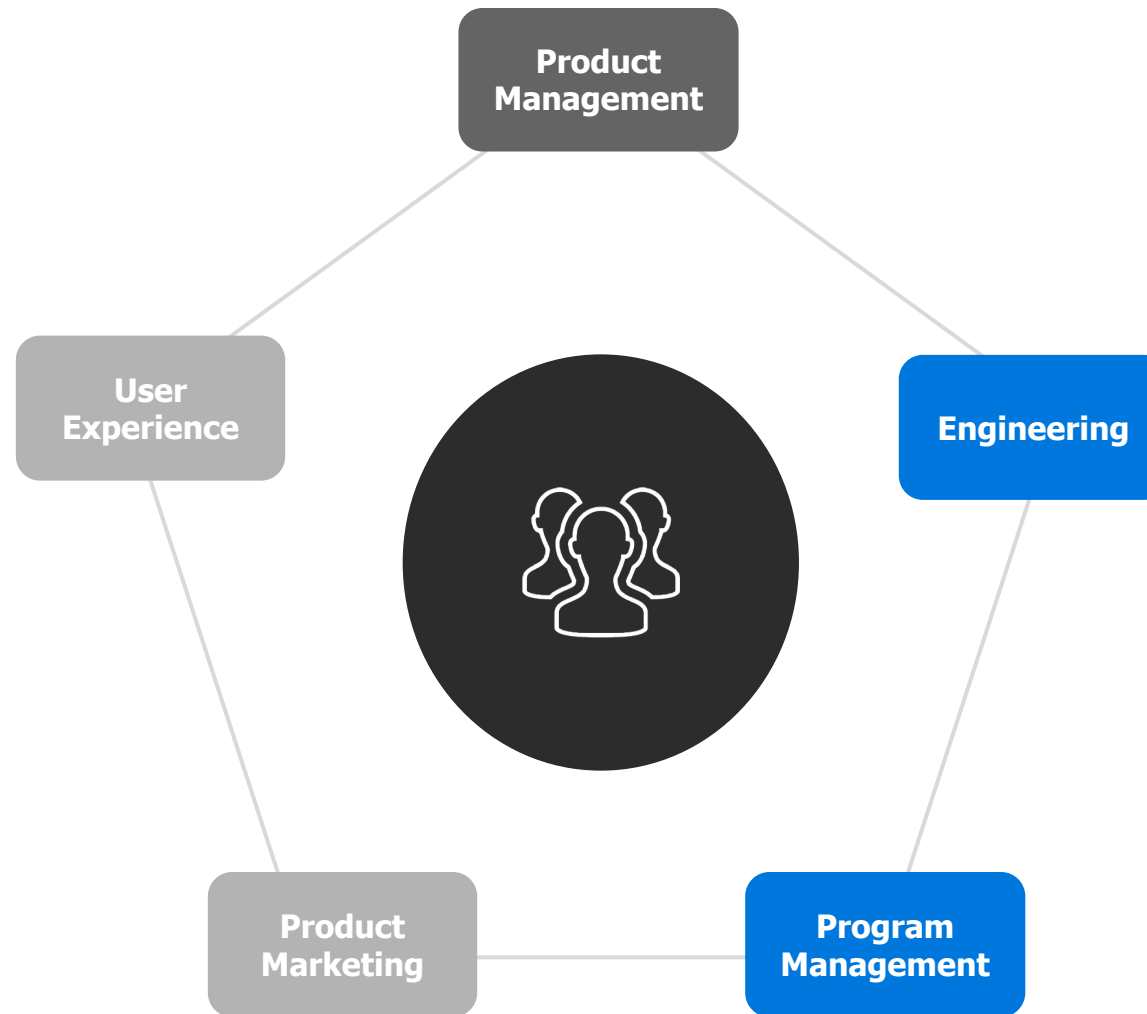 Product
Management
User
Experience
Engineering
Product
Marketing
Program
Management